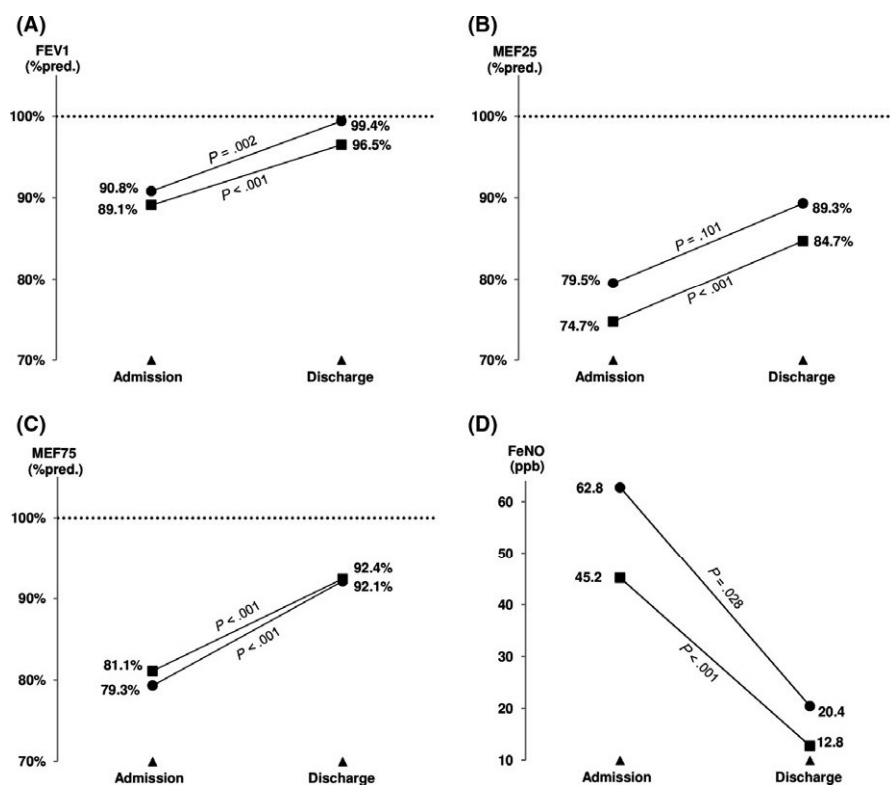 (A)
FEV1
(%pred.)
100%
90%
80%
70%
90.8%
89.1%
P = .002
P < .001
99.4%
96.5%
Admission
Discharge
(B)
MEF25
(%pred.)
100%
90%
80%
70%
79.5%
74.7%
P = .101
P < .001
89.3%
84.7%
Admission
Discharge
(C)
MEF75
(%pred.)
100%
90%
80%
70%
81.1%
79.3%
P < .001
P < .001
92.4%
92.1%
Admission
Discharge
(D)
FeNO
(ppb)
60
50
40
30
20
10
62.8
45.2
P = .028
P < .001
20.4
12.8
Admission
Discharge